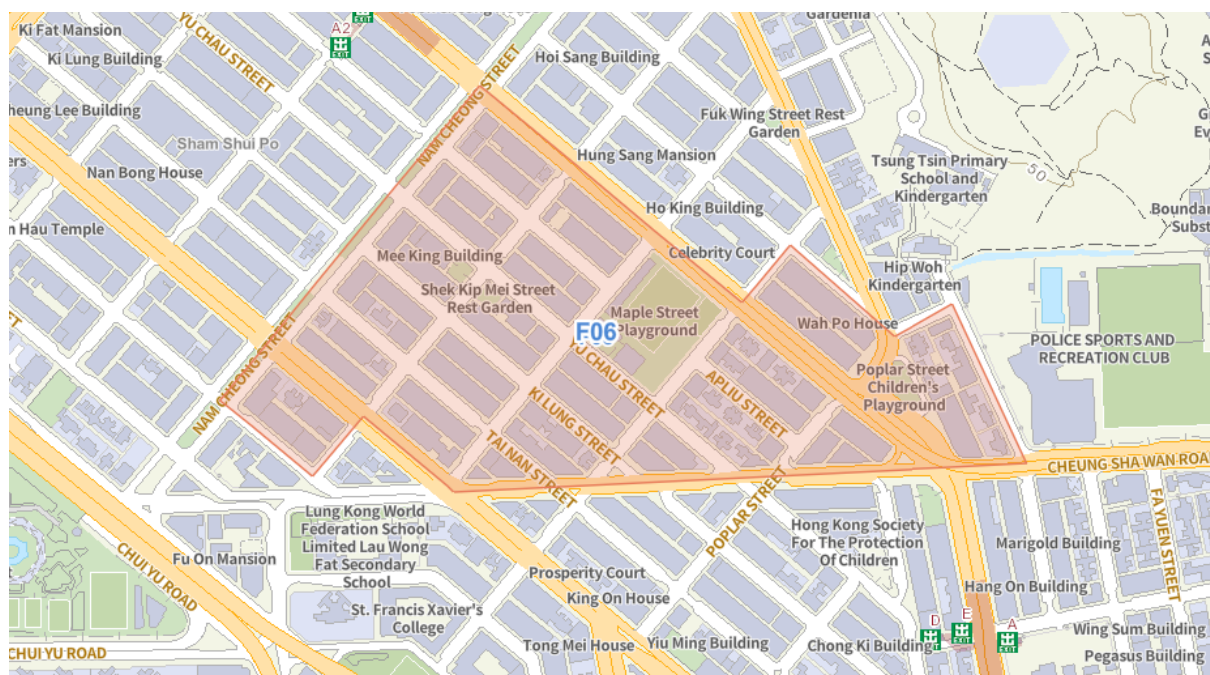 Ki Fat Mansion
Ki Lung Building
YU CHAU STREET
A2
EXIT
EXIT
Hoi Sang Building
Gardenia
heung Lee Building
Sham Shui Po
Nan Bong House
n Hau Temple
NAM CHEONG STREET
Fuk Wing Street Rest
Garden
Hung Sang Mansion
Ho King Building
Celebrity Court
Tsung Tsin Primary
School and
Kindergarten
50
Hip Woh
Kindergarten
Mee King Building
Shek Kip Mei Street
Rest Garden
F06
Maple Street
Playground
Wah Po House
POLICE SPORTS AND
RECREATION CLUB
Poplar Street
Children's
Playground
NAM CHEONG STREET
YU CHAU STREET
APLIU STREET
KI LUNG STREET
TAI NAN STREET
POPLAR STREET
CHEUNG SHA WAN ROA
FA YUEN STREET
CHUI YU ROAD
Fu On Mansion
Lung Kong World
Federation School
Limited Lau Wong
Fat Secondary
School
St. Francis Xavier's
College
Prosperity Court
King On House
Tong Mei House
Yiu Ming Building
Hong Kong Society
For The Protection
Of Children
Marigold Building
Hang On Building
D
E
A
EXIT
EXIT
EXIT
Chong Ki Building
Wing Sum Building
Pegasus Building
CHUI YU ROAD